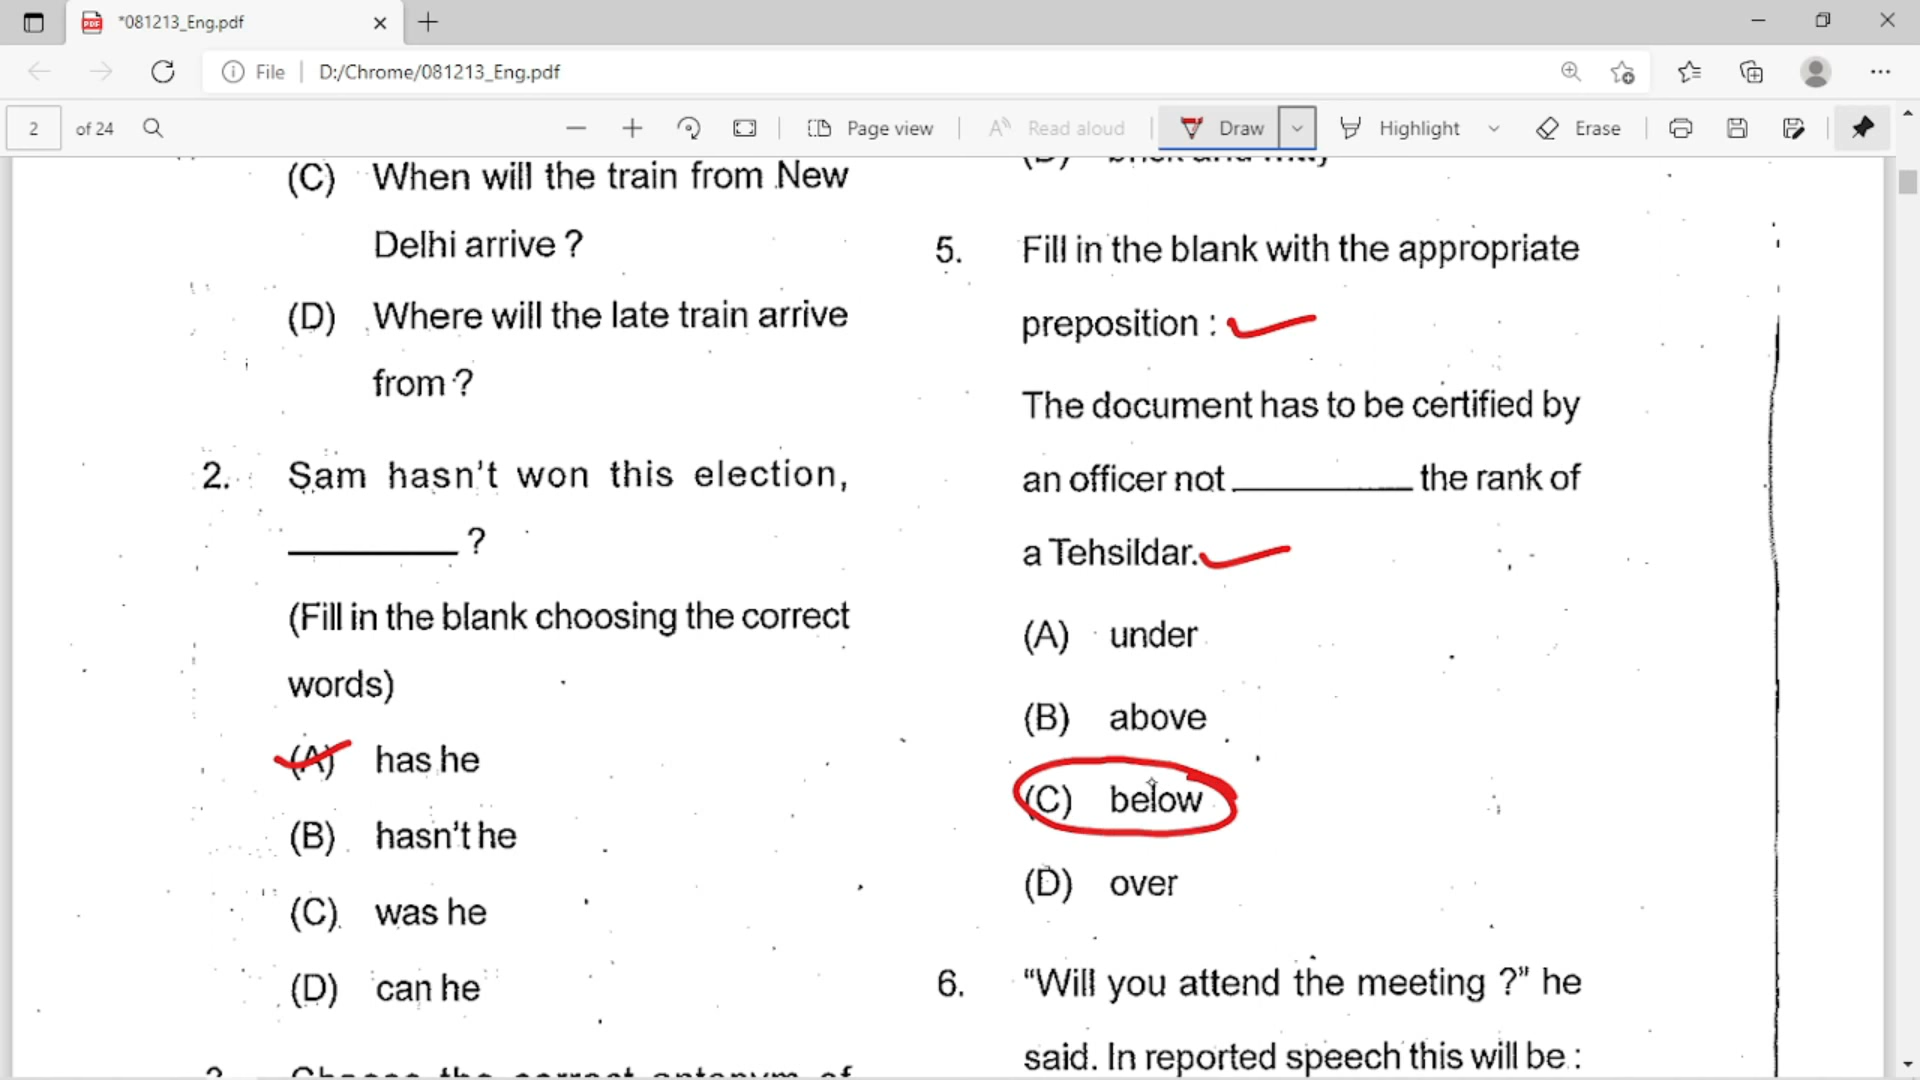 *081213_Eng.pdf
File
D:/Chrome/081213_Eng.pdf
2
of 24
Page view
Read aloud
Draw
Highlight
Erase
(C) When will the train from New
Delhi arrive ?
(D) Where will the late train arrive
from ?
2. Sam hasn't won this election,
__________ ?
(Fill in the blank choosing the correct
words)
(A) has he
(B) hasn't he
(C) was he
(D) can he
5. Fill in the blank with the appropriate
preposition :
The document has to be certified by
an officer not __________ the rank of
a Tehsildar.
(A) under
(B) above
(C) below
(D) over
6. “Will you attend the meeting ?” he
said. In reported speech this will be :